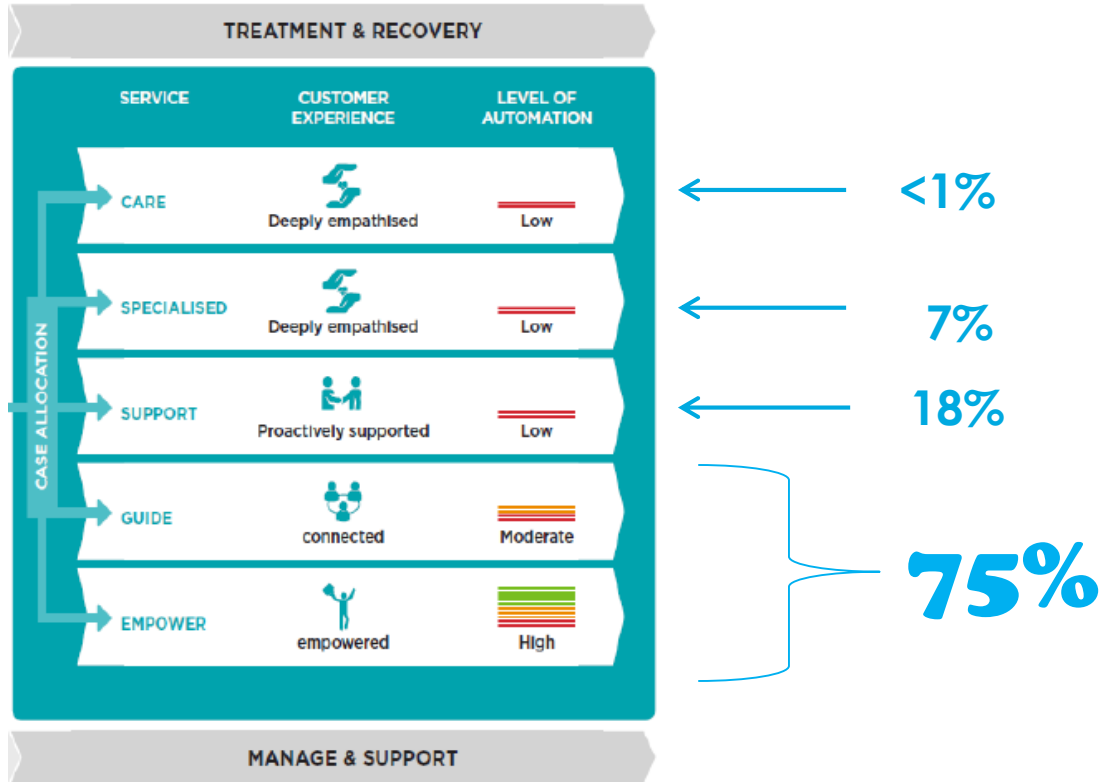 TREATMENT & RECOVERY
SERVICE
CUSTOMER
EXPERIENCE
LEVEL OF
AUTOMATION
CASE ALLOCATION
CARE
Deeply empathised
Low
<1%
SPECIALISED
Deeply empathised
Low
7%
SUPPORT
Proactively supported
Low
18%
GUIDE
connected
Moderate
EMPOWER
empowered
High
75%
MANAGE & SUPPORT